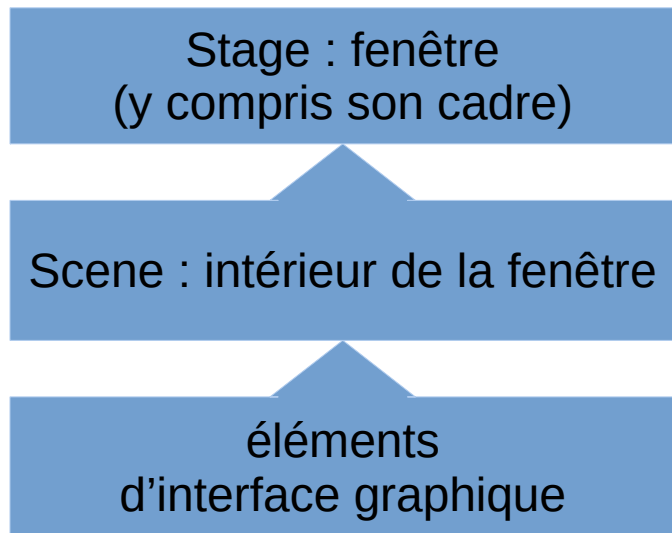 Stage : fenêtre
(y compris son cadre)
Scene : intérieur de la fenêtre
éléments
d’interface graphique